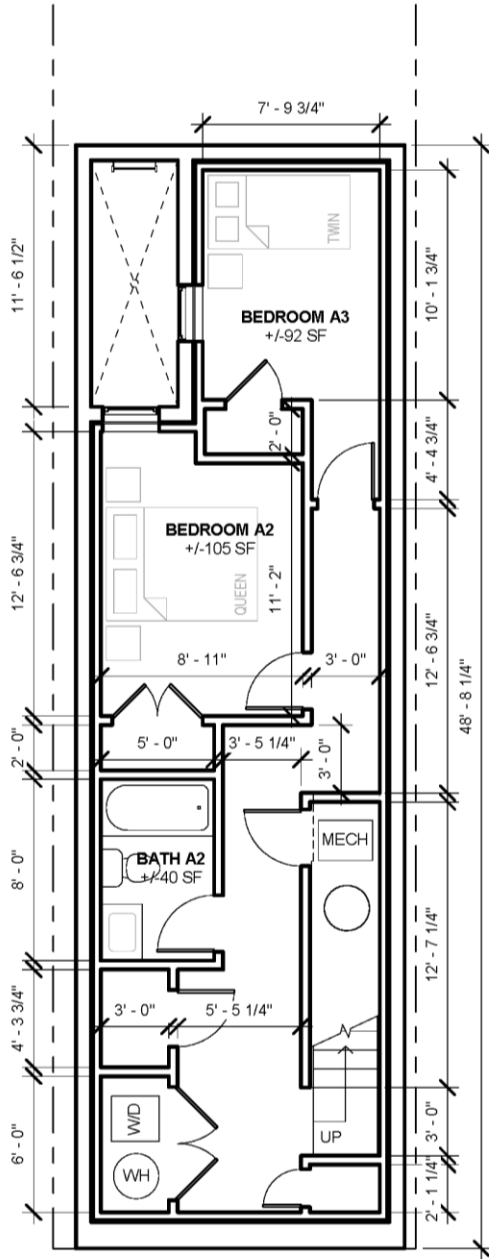 7' - 9 3/4"
11' - 6 1/2"
TWIN
BEDROOM A3
+/-92 SF
10' - 1 3/4"
2' - 0"
4' - 4 3/4"
12' - 6 3/4"
BEDROOM A2
+/-105 SF
QUEEN
11' - 2"
8' - 11"
3' - 0"
12' - 6 3/4"
48' - 8 1/4"
2' - 0"
5' - 0"
3' - 5 1/4"
3' - 0"
MECH
8' - 0"
BATH A2
+/-40 SF
12' - 7 1/4"
4' - 3 3/4"
3' - 0"
5' - 5 1/4"
6' - 0"
W/D
WH
UP
3' - 0"
2' - 1 1/4"